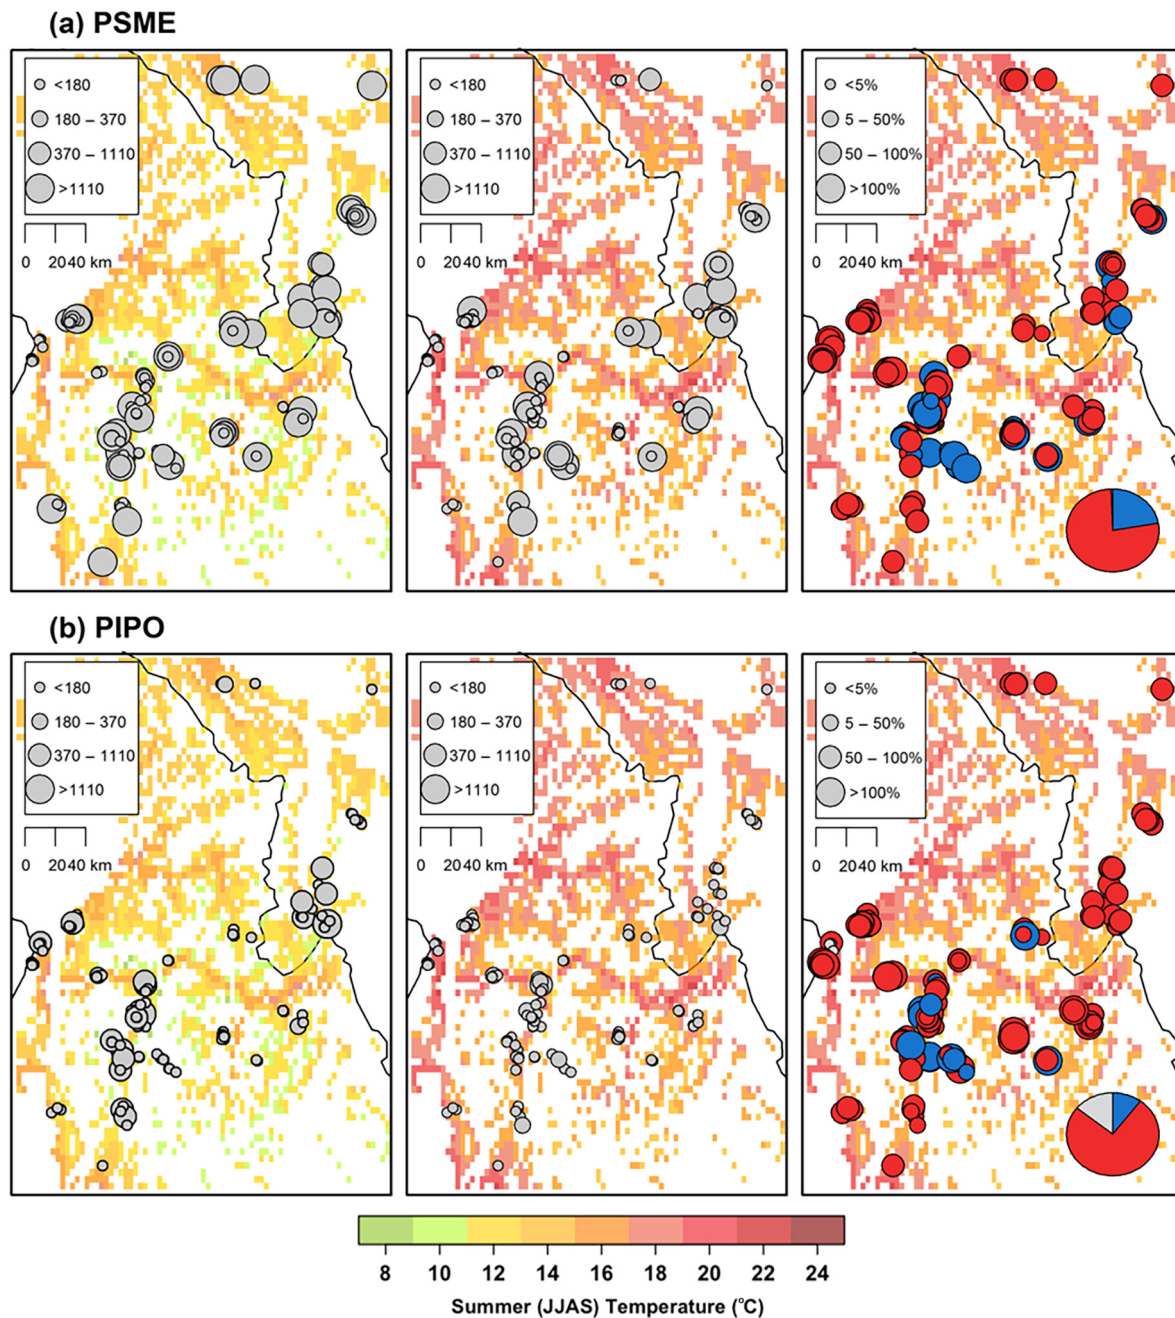 (a) PSME
<180
180 – 370
370 – 1110
>1110
0 2040 km
<180
180 – 370
370 – 1110
>1110
0 2040 km
<5%
5 – 50%
50 – 100%
>100%
0 2040 km
(b) PIPO
<180
180 – 370
370 – 1110
>1110
0 2040 km
<180
180 – 370
370 – 1110
>1110
0 2040 km
<5%
5 – 50%
50 – 100%
>100%
0 2040 km
8 10 12 14 16 18 20 22 24
Summer (JJAS) Temperature (°C)